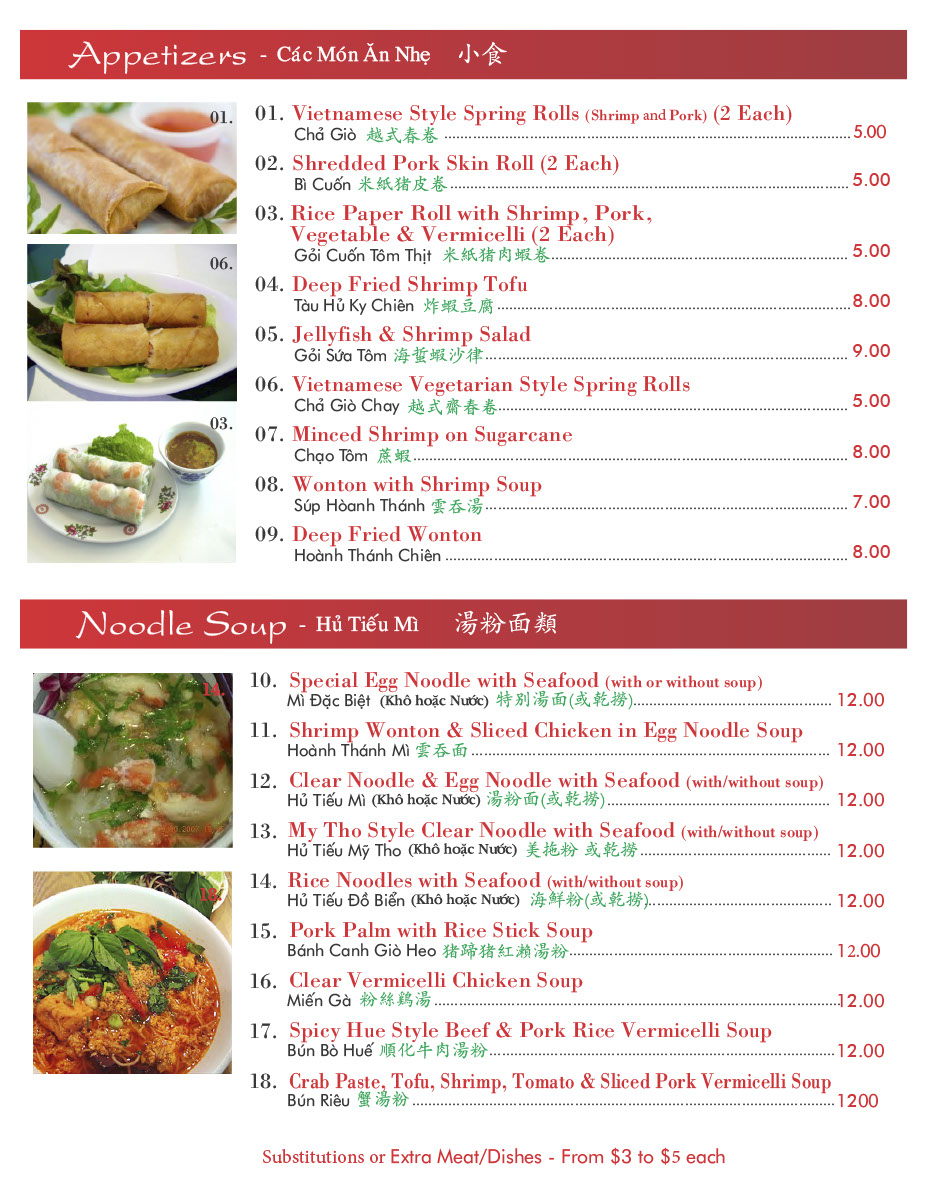 Appetizers - Các Món Ăn Nhẹ 小食
01.
01. Vietnamese Style Spring Rolls (Shrimp and Pork) (2 Each)
Chả Giò 越式春卷 5.00
02. Shredded Pork Skin Roll (2 Each)
Bì Cuốn 米紙猪皮卷 5.00
03. Rice Paper Roll with Shrimp, Pork,
Vegetable & Vermicelli (2 Each)
Gỏi Cuốn Tôm Thịt 米紙猪肉蝦卷 5.00
06.
04. Deep Fried Shrimp Tofu
Tàu Hủ Ky Chiên 炸蝦豆腐 8.00
05. Jellyfish & Shrimp Salad
Gỏi Sứa Tôm 海蜇蝦沙律 9.00
06. Vietnamese Vegetarian Style Spring Rolls
Chả Giò Chay 越式齋春卷 5.00
03.
07. Minced Shrimp on Sugarcane
Chạo Tôm 蔗蝦 8.00
08. Wonton with Shrimp Soup
Súp Hòanh Thánh 雲吞湯 7.00
09. Deep Fried Wonton
Hoành Thánh Chiên 8.00
Noodle Soup - Hủ Tiếu Mì 湯粉面類
14.
10. Special Egg Noodle with Seafood (with or without soup)
Mì Đặc Biệt (Khô hoặc Nước) 特别湯面(或乾撈) 12.00
11. Shrimp Wonton & Sliced Chicken in Egg Noodle Soup
Hoành Thánh Mì 雲吞面 12.00
12. Clear Noodle & Egg Noodle with Seafood (with/without soup)
Hủ Tiếu Mì (Khô hoặc Nước) 湯粉面(或乾撈) 12.00
13. My Tho Style Clear Noodle with Seafood (with/without soup)
Hủ Tiếu Mỹ Tho (Khô hoặc Nước) 美拖粉 或乾撈 12.00
18.
14. Rice Noodles with Seafood (with/without soup)
Hủ Tiếu Đồ Biển (Khô hoặc Nước) 海鮮粉(或乾撈) 12.00
15. Pork Palm with Rice Stick Soup
Bánh Canh Giò Heo 猪蹄猪紅瀨湯粉 12.00
16. Clear Vermicelli Chicken Soup
Miến Gà 粉絲鷄湯 12.00
17. Spicy Hue Style Beef & Pork Rice Vermicelli Soup
Bún Bò Huế 順化牛肉湯粉 12.00
18. Crab Paste, Tofu, Shrimp, Tomato & Sliced Pork Vermicelli Soup
Bún Riêu 蟹湯粉 1200
Substitutions or Extra Meat/Dishes - From $3 to $5 each